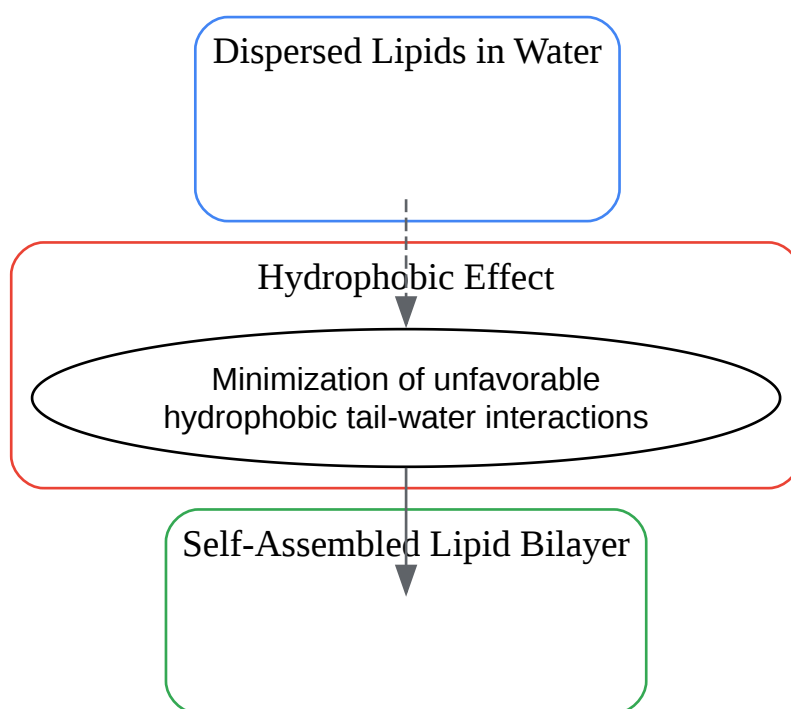 Dispersed Lipids in Water
Hydrophobic Effect
Minimization of unfavorable
hydrophobic tail-water interactions
Self-Assembled Lipid Bilayer